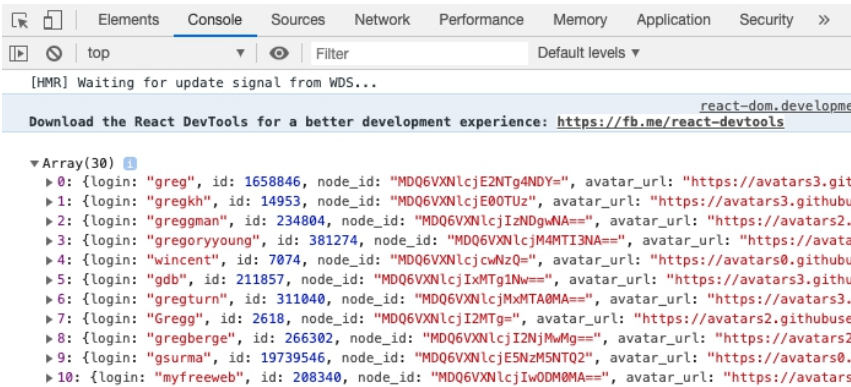 Elements Console Sources Network Performance Memory Application Security »
top ▼ Filter Default levels ▼
[HMR] Waiting for update signal from WDS...
react-dom.developme
Download the React DevTools for a better development experience: https://fb.me/react-devtools
▼Array(30) i
▶0: {login: "greg", id: 1658846, node_id: "MDQ6VXNlcjE2NTg4NDY=", avatar_url: "https://avatars3.git
▶1: {login: "gregkh", id: 14953, node_id: "MDQ6VXNlcjE0OTUz", avatar_url: "https://avatars3.githubu
▶2: {login: "greggman", id: 234804, node_id: "MDQ6VXNlcjIzNDgwNA==", avatar_url: "https://avatars2.
▶3: {login: "gregoryyoung", id: 381274, node_id: "MDQ6VXNlcjM4MTI3NA==", avatar_url: "https://avata
▶4: {login: "wincent", id: 7074, node_id: "MDQ6VXNlcjcwNzQ=", avatar_url: "https://avatars0.githubu
▶5: {login: "gdb", id: 211857, node_id: "MDQ6VXNlcjIxMTg1Nw==", avatar_url: "https://avatars3.githu
▶6: {login: "gregturn", id: 311040, node_id: "MDQ6VXNlcjMxMTA0MA==", avatar_url: "https://avatars3.
▶7: {login: "Gregg", id: 2618, node_id: "MDQ6VXNlcjI2MTg=", avatar_url: "https://avatars2.githubuse
▶8: {login: "gregberge", id: 266302, node_id: "MDQ6VXNlcjI2NjMwMg==", avatar_url: "https://avatars2
▶9: {login: "gsurma", id: 19739546, node_id: "MDQ6VXNlcjE5NzM5NTQ2", avatar_url: "https://avatars0.
▶10: {login: "myfreeweb", id: 208340, node_id: "MDQ6VXNlcjIwODM0MA==", avatar_url: "https://avatars